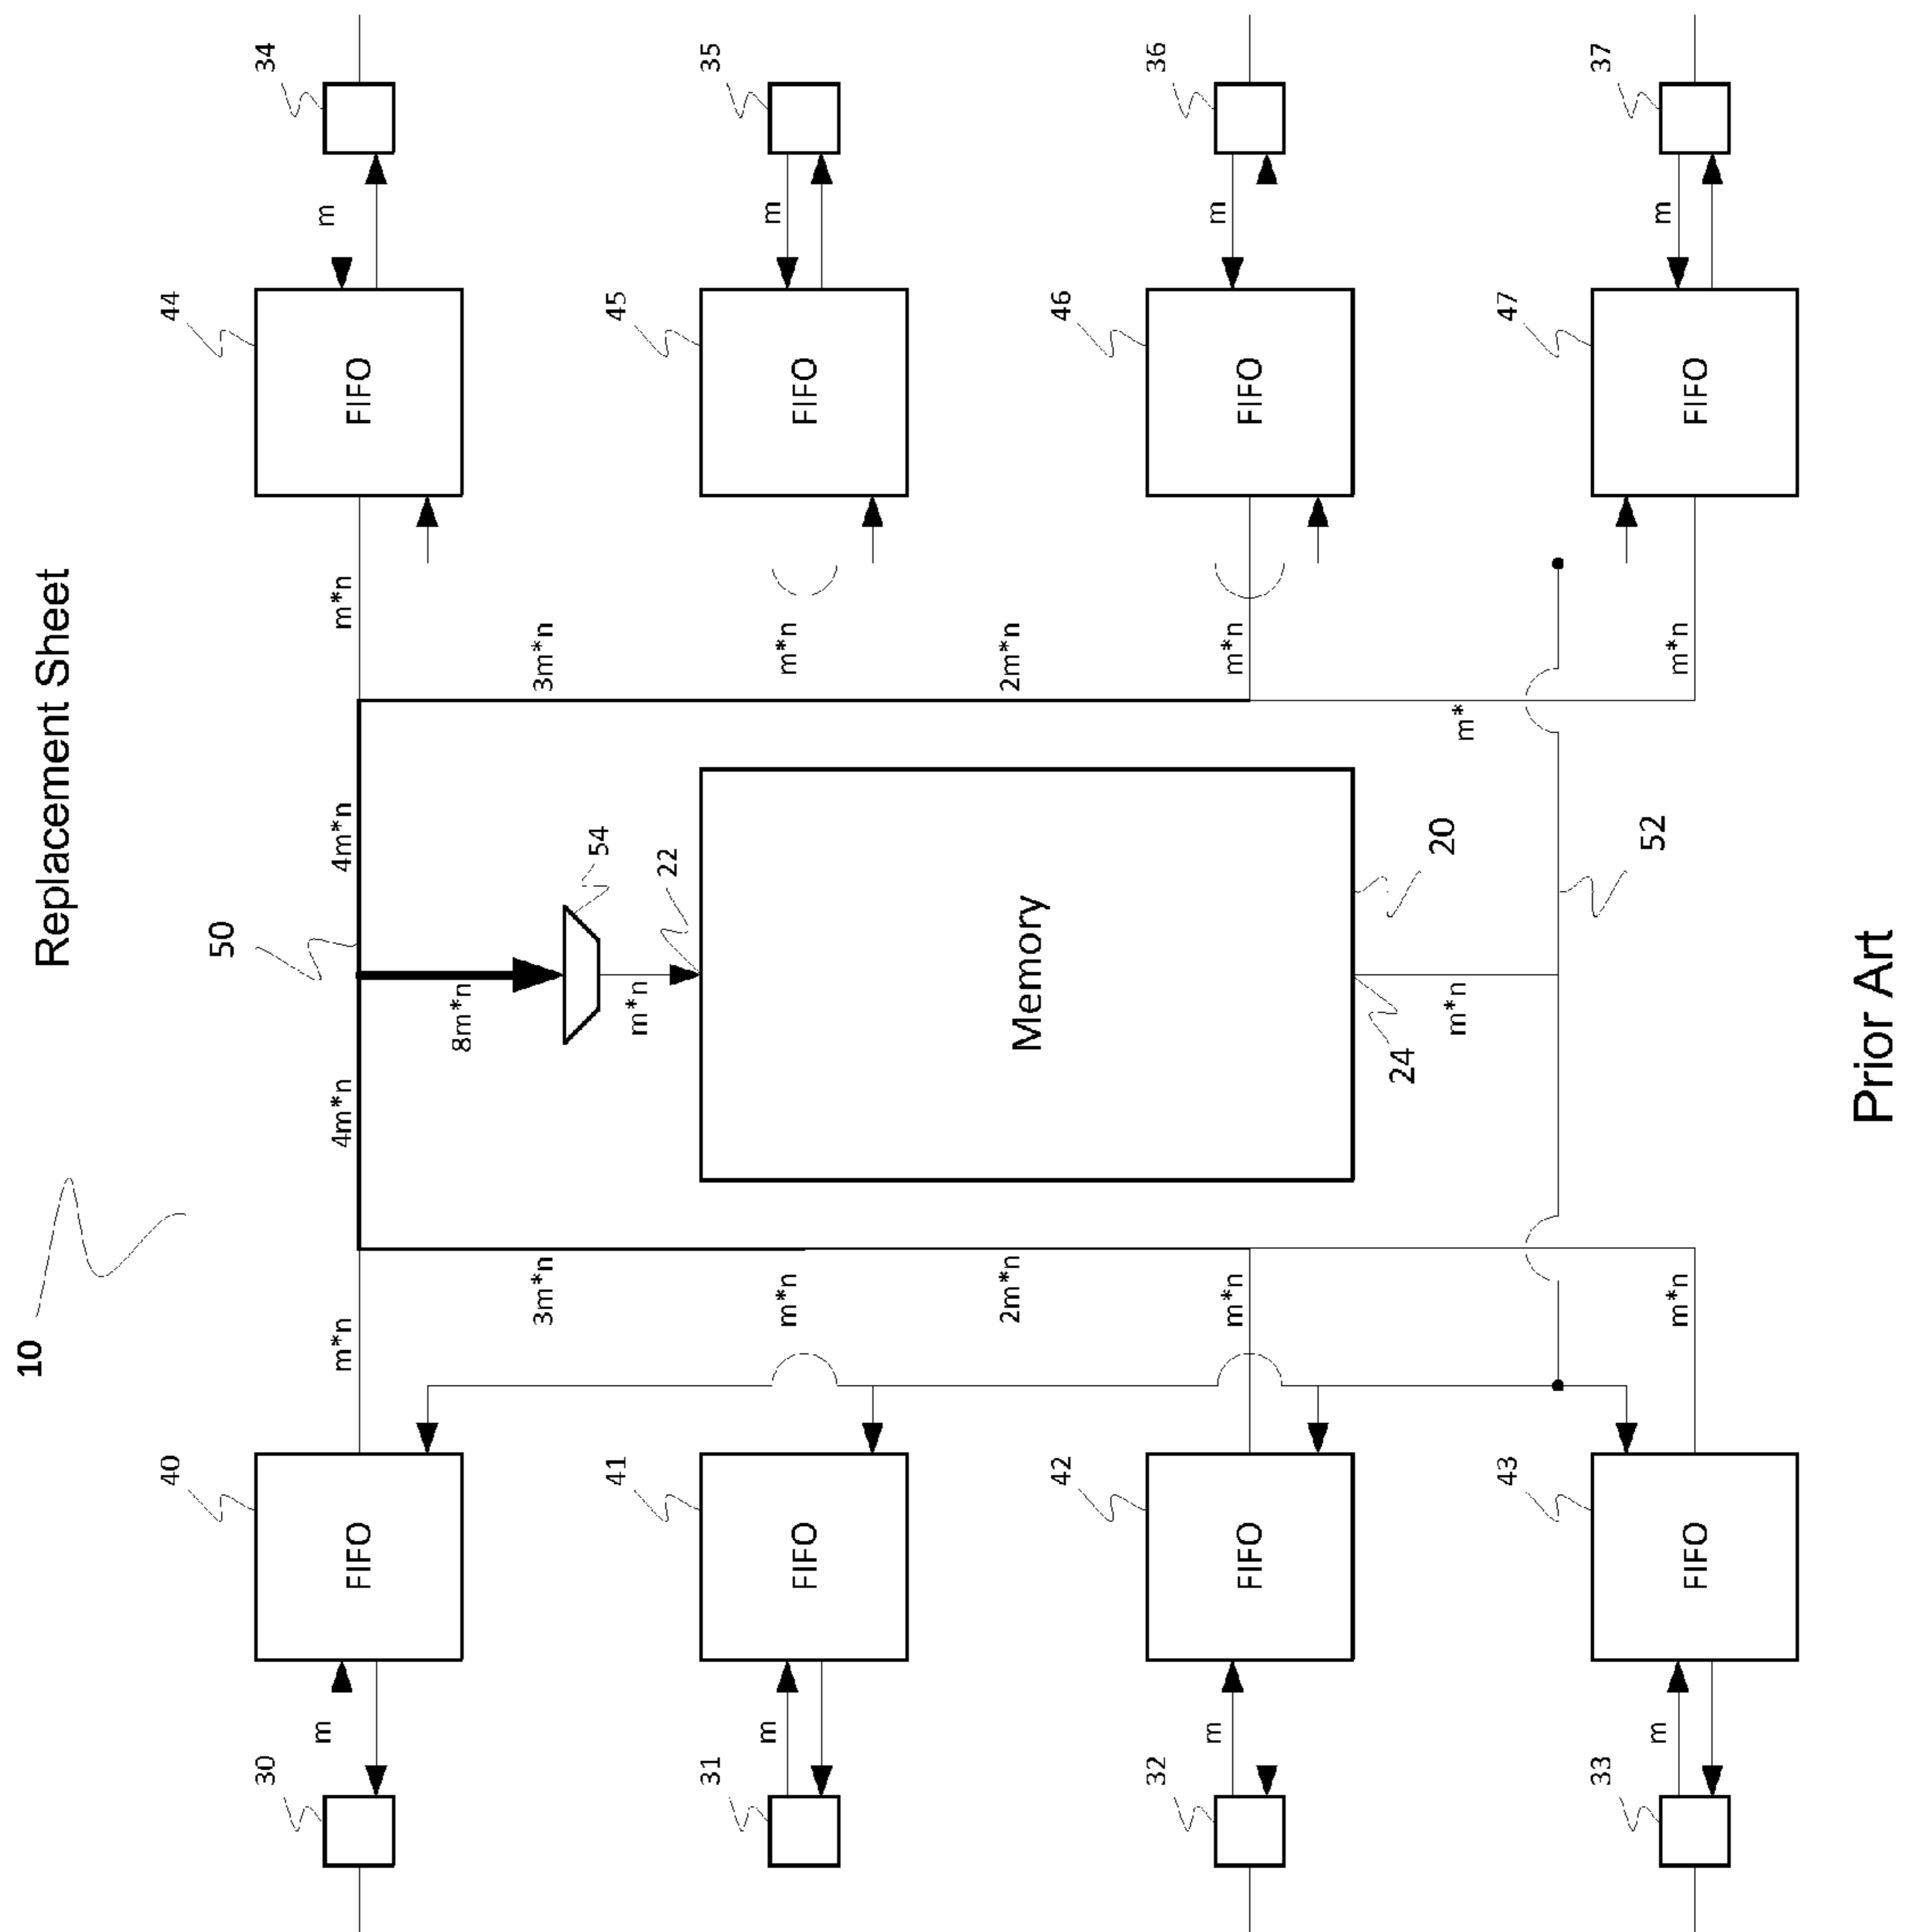 Replacement Sheet
10
40
44
50
30
34
m
m
m*n
4m*n
4m*n
m*n
FIFO
FIFO
8m*n
3m*n
3m*n
54
41
45
m*n
22
31
35
m
m*n
m*n
m
FIFO
FIFO
2m*n
2m*n
Memory
42
46
32
36
m
m*n
m*n
m
FIFO
FIFO
24
20
m*n
m*
43
47
33
37
52
m
m*n
m*n
m
FIFO
FIFO
Prior Art